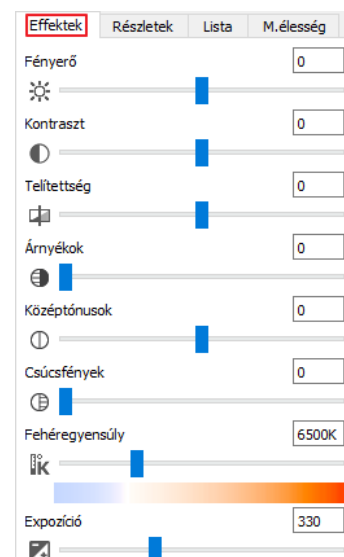 Effektek Részletek Lista M.élesség
Fényerő 0
Kontraszt 0
Telítettség 0
Árnyékok 0
Középtónusok 0
Csúcsfények 0
Fehéregyensúly 6500K
K
Expozíció 330